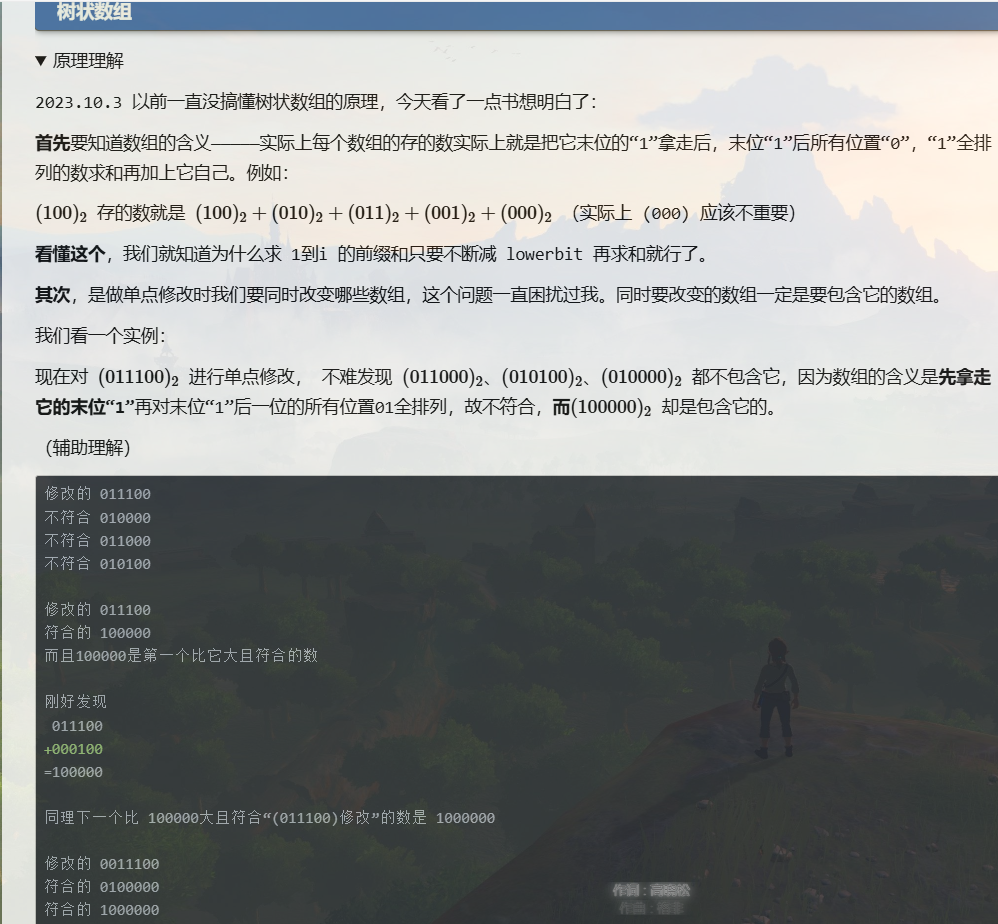 树状数组
▼ 原理理解
2023.10.3 以前一直没搞懂树状数组的原理，今天看了一点书想明白了：
首先要知道数组的含义———实际上每个数组的存的数实际上就是把它末位的“1”拿走后，末位“1”后所有位置“0”，“1”全排
列的数求和再加上它自己。例如：
(100)₂ 存的数就是 (100)₂ + (010)₂ + (011)₂ + (001)₂ + (000)₂ （实际上 (000) 应该不重要）
看懂这个，我们就知道为什么求 1到i 的前缀和只要不断减 lowerbit 再求和就行了。
其次，是做单点修改时我们要同时改变哪些数组，这个问题一直困扰过我。同时要改变的数组一定是要包含它的数组。
我们看一个实例：
现在对 (011100)₂ 进行单点修改， 不难发现 (011000)₂、(010100)₂、(010000)₂ 都不包含它，因为数组的含义是先拿走
它的末位“1”再对末位“1”后一位的所有位置01全排列，故不符合，而(100000)₂ 却是包含它的。
（辅助理解）
修改的 011100
不符合 010000
不符合 011000
不符合 010100
修改的 011100
符合的 100000
而且100000是第一个比它大且符合的数
刚好发现
011100
+000100
=100000
同理下一个比 100000大且符合“(011100)修改”的数是 1000000
修改的 0011100
符合的 0100000
符合的 1000000
作词：高晓松